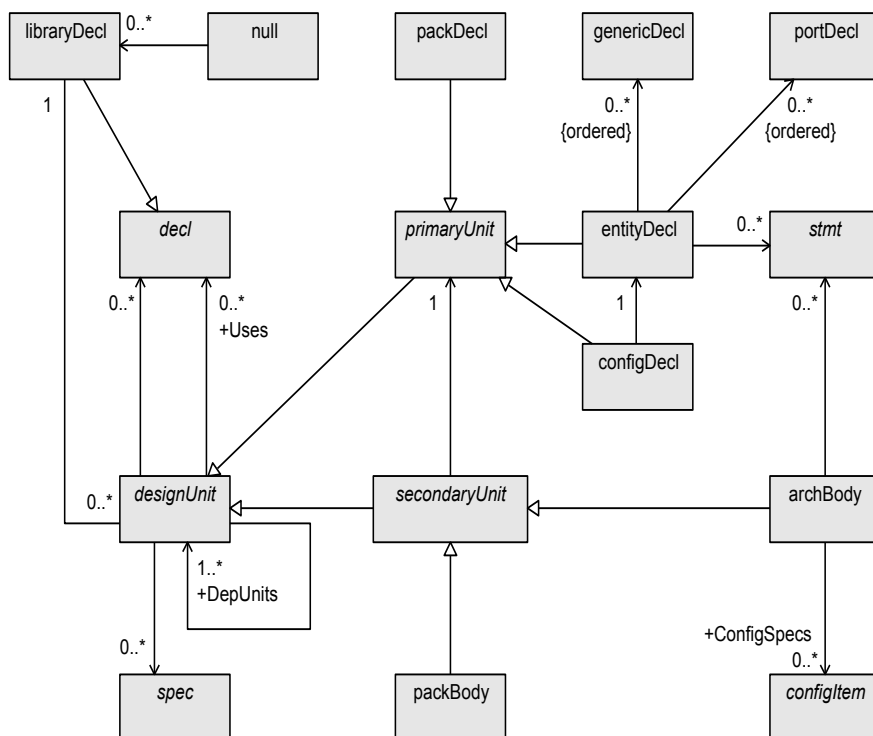 libraryDecl
0..*
null
packDecl
genericDecl
portDecl
1
0..*
{ordered}
0..*
{ordered}
decl
primaryUnit
entityDecl
0..*
stmt
0..*
0..*
+Uses
1
1
0..*
configDecl
0..*
designUnit
secondaryUnit
archBody
1..*
+DepUnits
0..*
+ConfigSpecs
0..*
spec
packBody
configItem